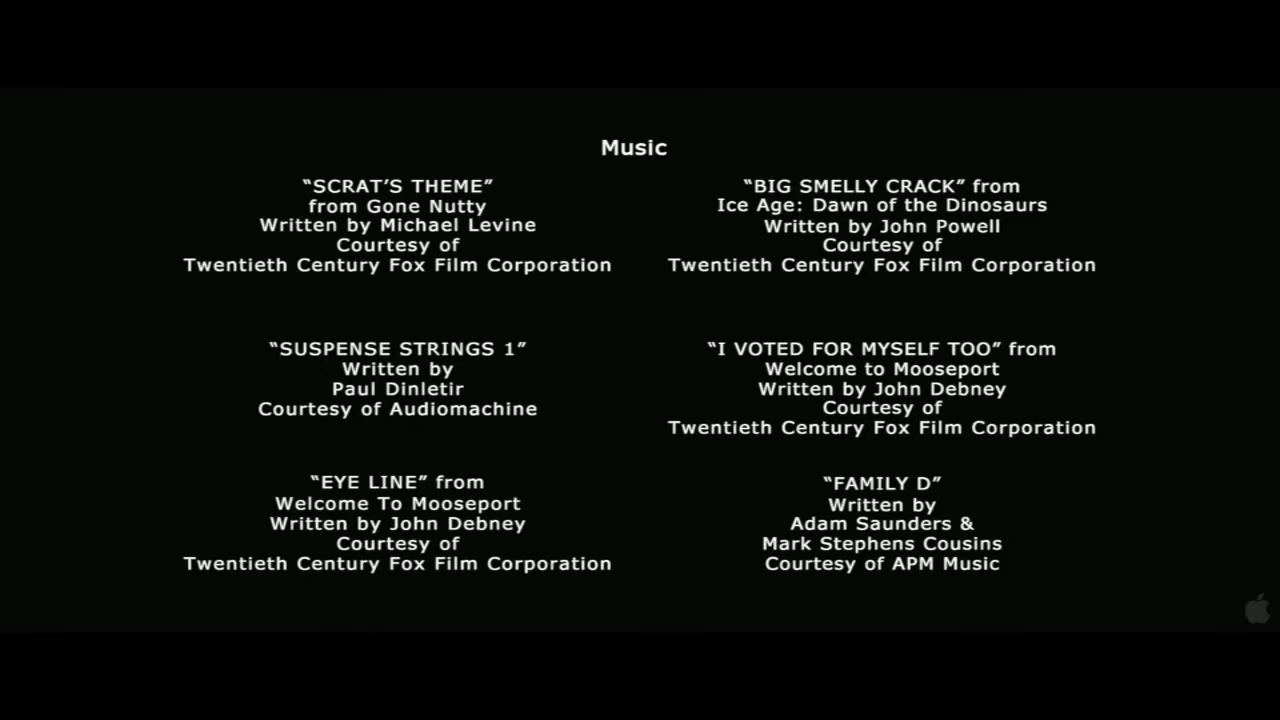 Music
“SCRAT’S THEME”
from Gone Nutty
Written by Michael Levine
Courtesy of
Twentieth Century Fox Film Corporation
“BIG SMELLY CRACK” from
Ice Age: Dawn of the Dinosaurs
Written by John Powell
Courtesy of
Twentieth Century Fox Film Corporation
“SUSPENSE STRINGS 1”
Written by
Paul Dinletir
Courtesy of Audiomachine
“I VOTED FOR MYSELF TOO” from
Welcome to Mooseport
Written by John Debney
Courtesy of
Twentieth Century Fox Film Corporation
“EYE LINE” from
Welcome To Mooseport
Written by John Debney
Courtesy of
Twentieth Century Fox Film Corporation
“FAMILY D”
Written by
Adam Saunders &
Mark Stephens Cousins
Courtesy of APM Music